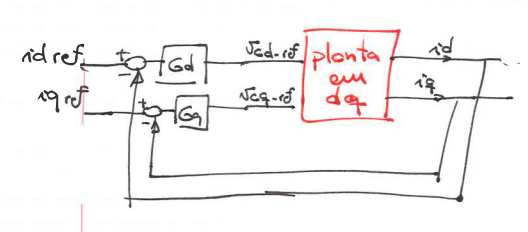 id ref + - Gd vcd-ref planta em dq id
iq ref + - Gq vcq-ref iq